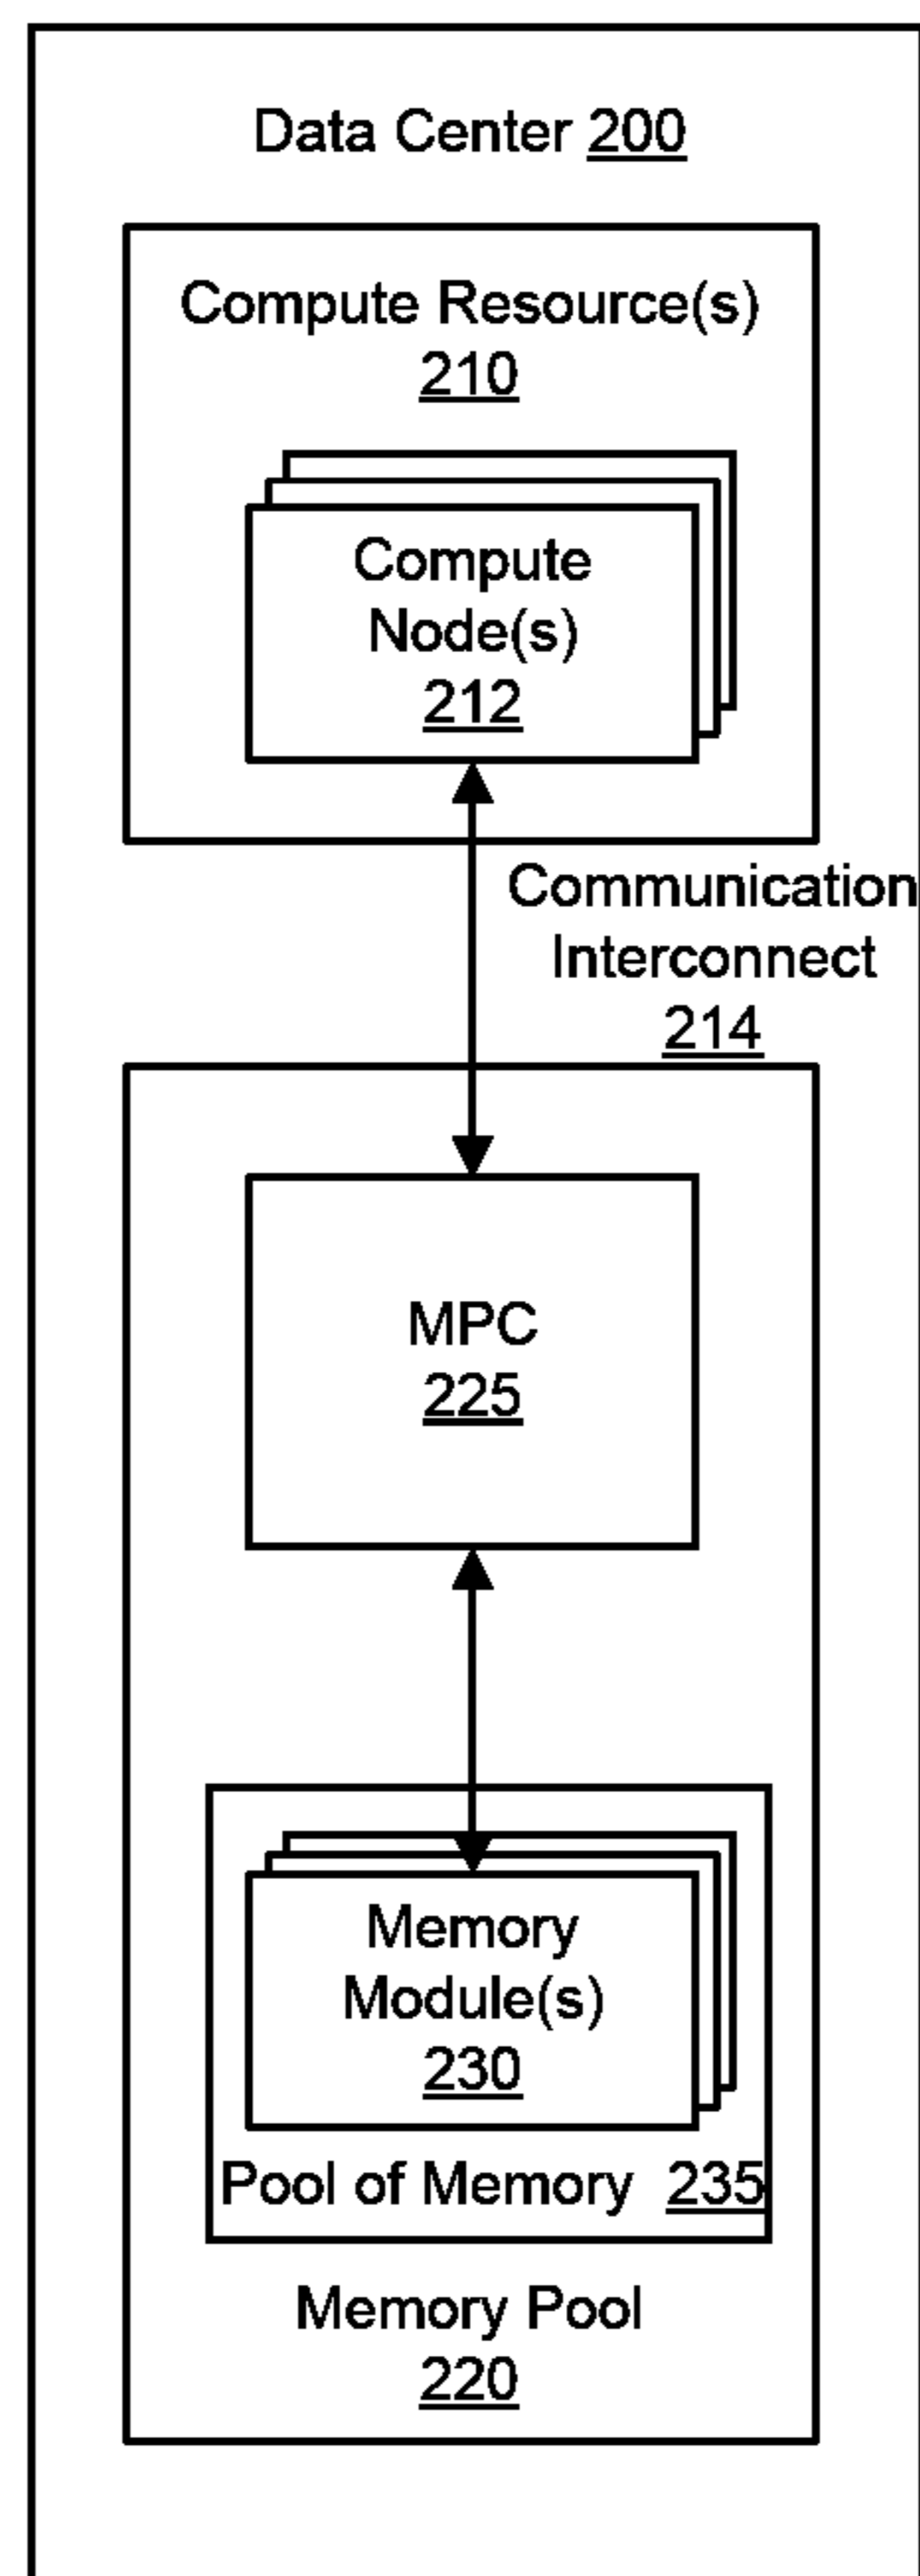 Data Center 200
Compute Resource(s)
210
Compute
Node(s)
212
Communication
Interconnect
214
MPC
225
Memory
Module(s)
230
Pool of Memory 235
Memory Pool
220